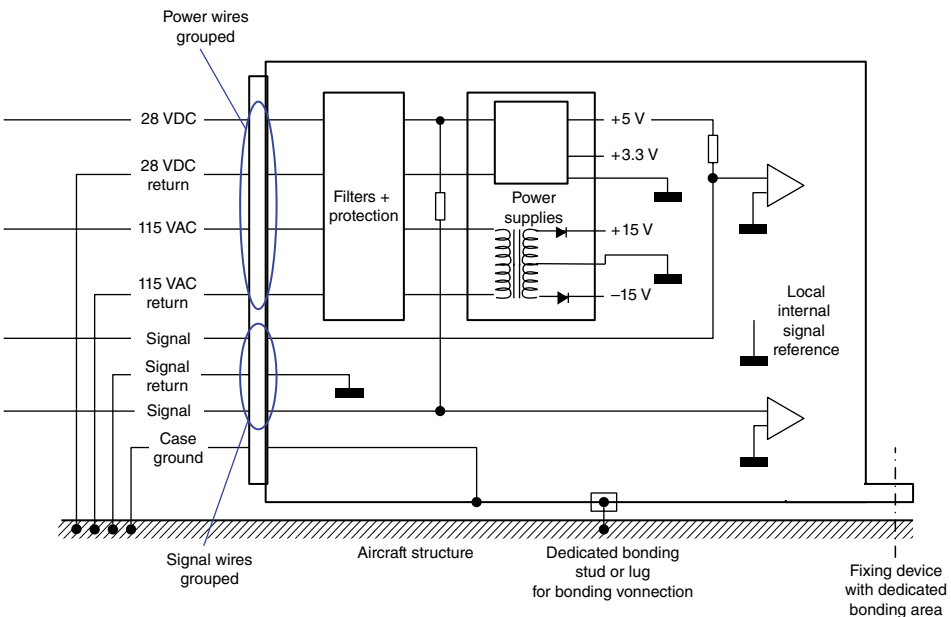 Power wires
grouped
28 VDC
28 VDC
return
115 VAC
115 VAC
return
Signal
Signal
return
Signal
Case
ground
Filters +
protection
Power
supplies
+5 V
+3.3 V
+15 V
–15 V
Local
internal
signal
reference
Signal wires
grouped
Aircraft structure
Dedicated bonding
stud or lug
for bonding vonnection
Fixing device
with dedicated
bonding area